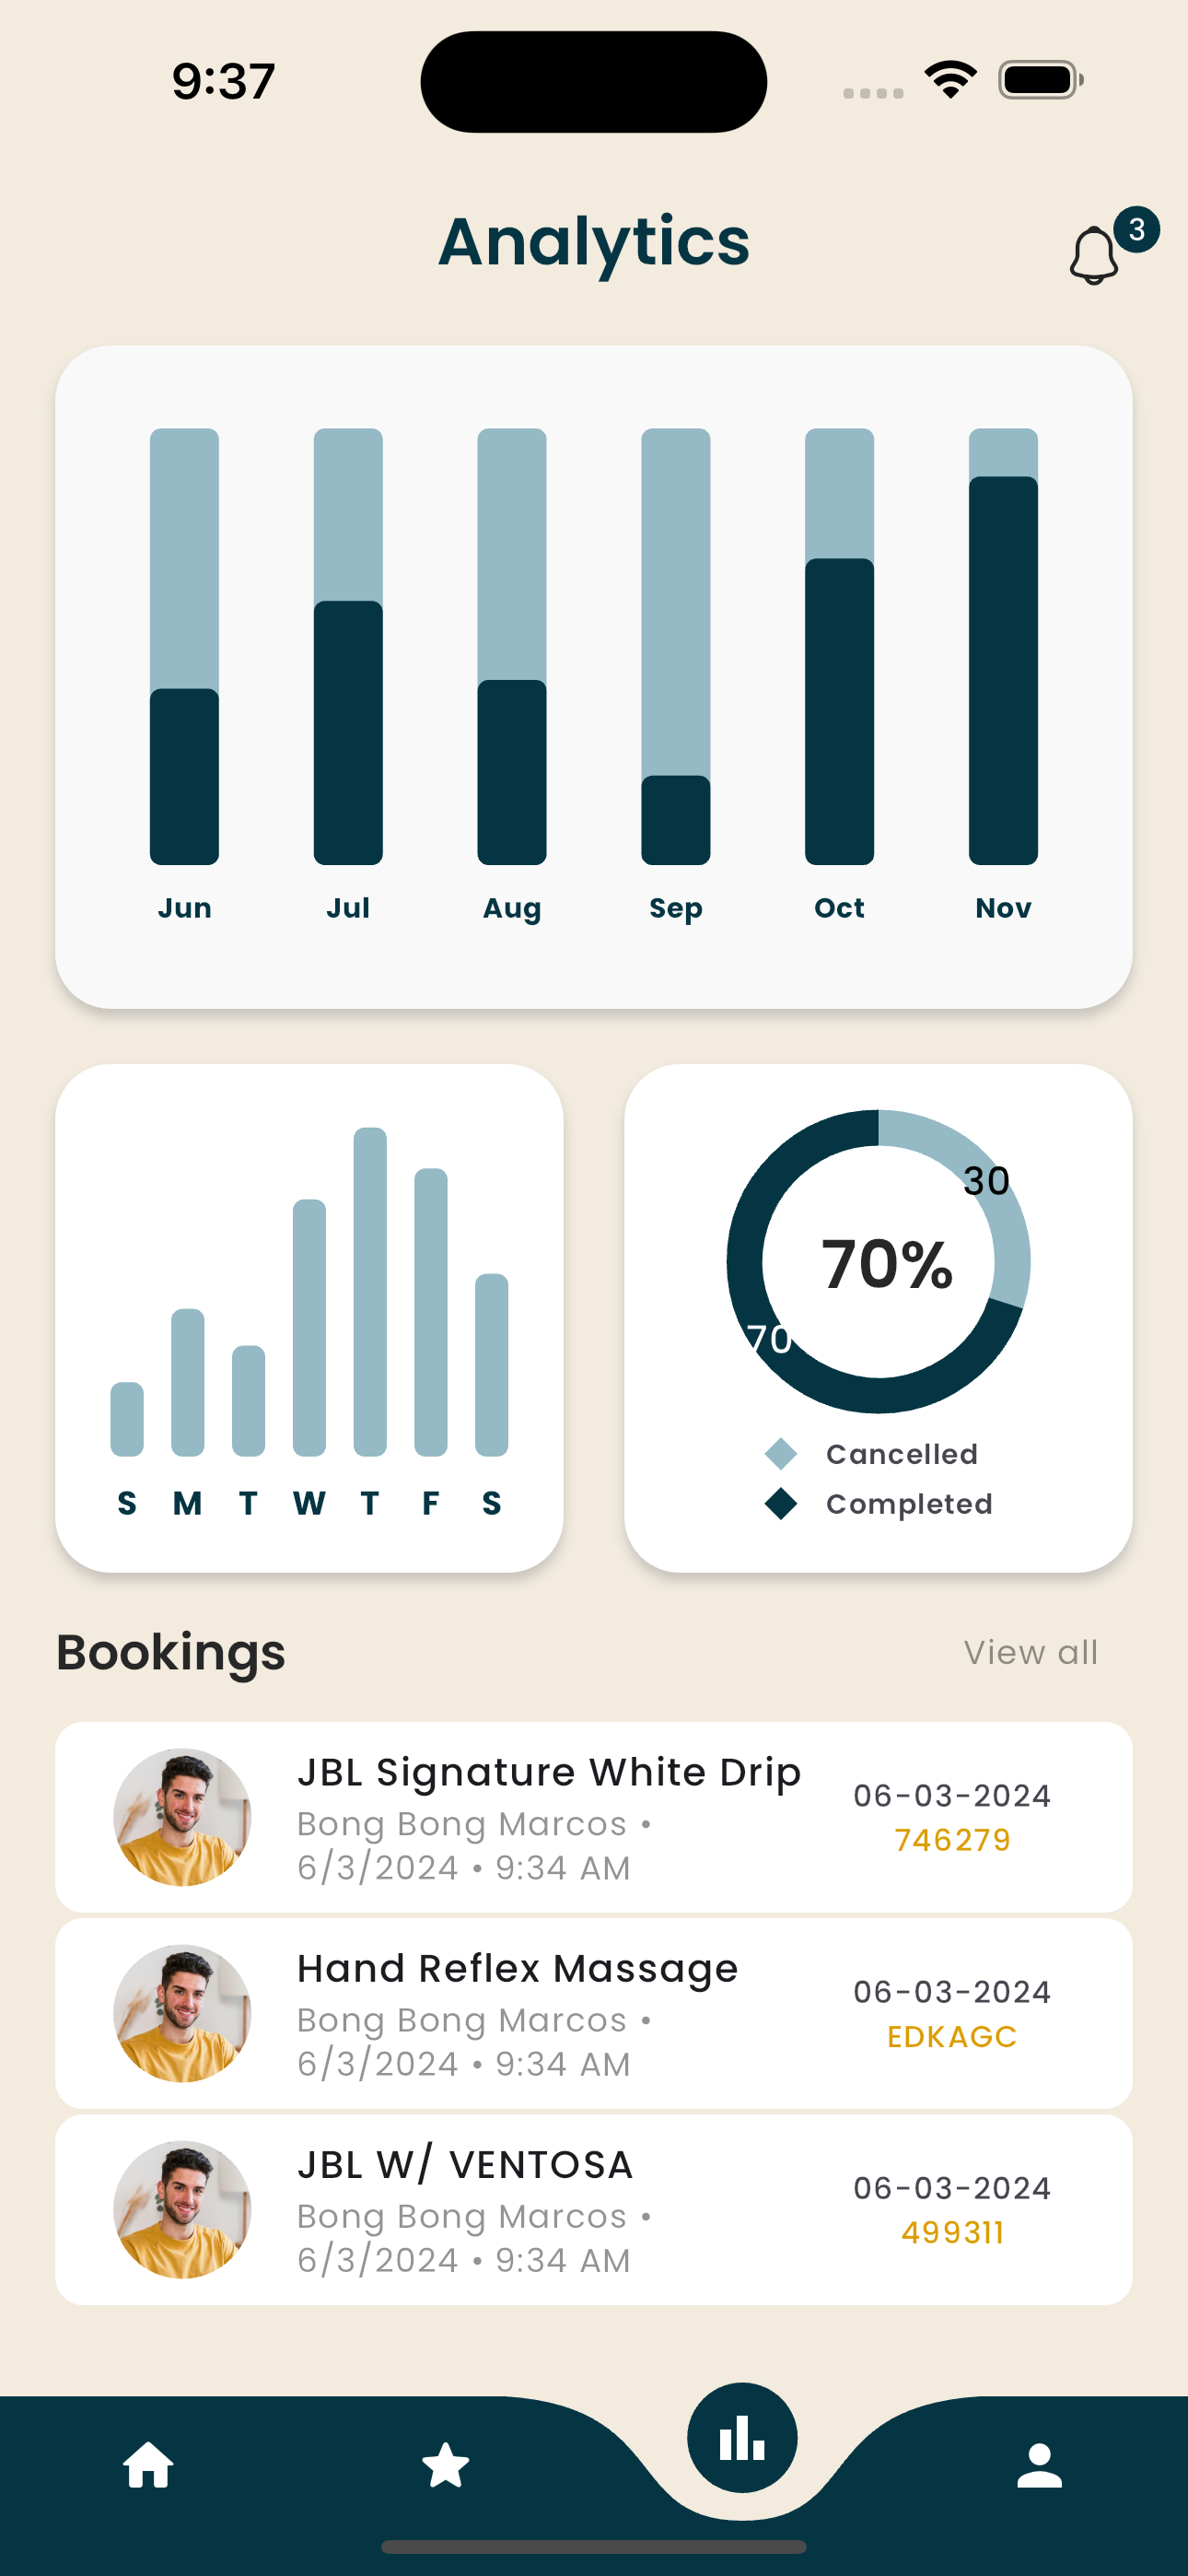 9:37
Analytics
3
Jun Jul Aug Sep Oct Nov
S M T W T F S
30
70%
70
Cancelled
Completed
Bookings
View all
JBL Signature White Drip
Bong Bong Marcos •
6/3/2024 • 9:34 AM
06-03-2024
746279
Hand Reflex Massage
Bong Bong Marcos •
6/3/2024 • 9:34 AM
06-03-2024
EDKAGC
JBL W/ VENTOSA
Bong Bong Marcos •
6/3/2024 • 9:34 AM
06-03-2024
499311